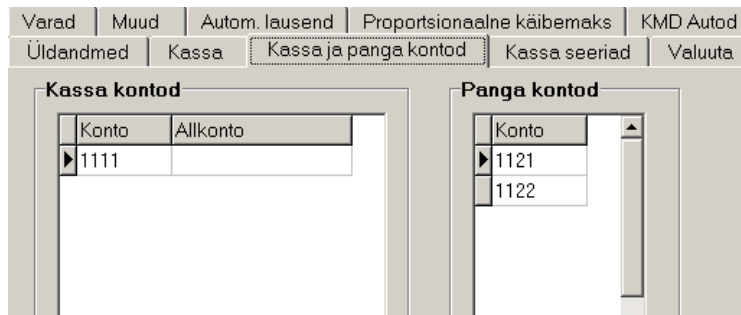 Varad Muud Autom. lausend Proportsionaalne käibemaks KMD Autod
Üldandmed Kassa Kassa ja panga kontod Kassa seeriad Valuuta
Kassa kontod Panga kontod
Konto Allkonto Konto
1111 1121
1122